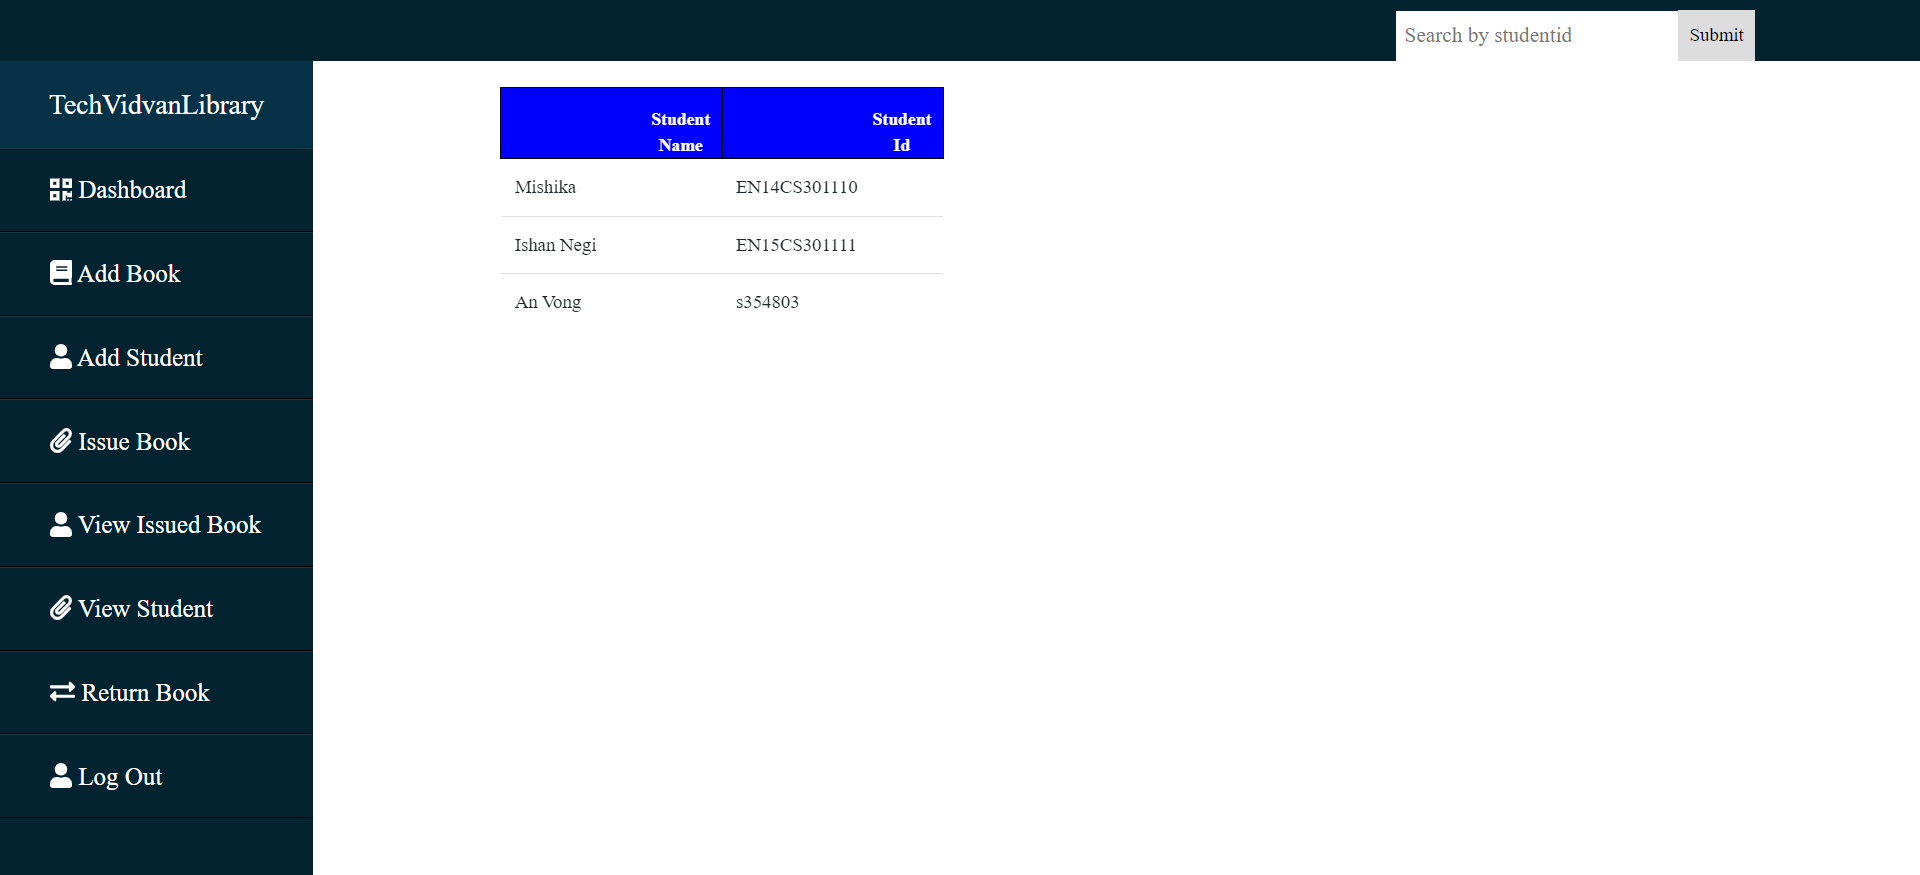 Search by studentid
Submit
TechVidvanLibrary
Dashboard
Add Book
Add Student
Issue Book
View Issued Book
View Student
Return Book
Log Out
Student Name
Student Id
Mishika EN14CS301110
Ishan Negi EN15CS301111
An Vong s354803